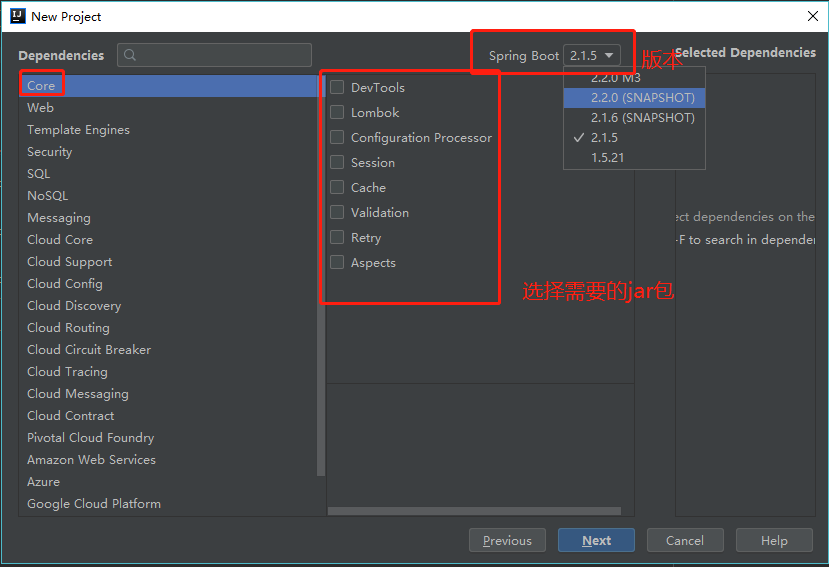 New Project
Dependencies
Spring Boot 2.1.5
版本
Selected Dependencies
2.2.0 M3
2.2.0 (SNAPSHOT)
2.1.6 (SNAPSHOT)
2.1.5
1.5.21
Core
Web
Template Engines
Security
SQL
NoSQL
Messaging
Cloud Core
Cloud Support
Cloud Config
Cloud Discovery
Cloud Routing
Cloud Circuit Breaker
Cloud Tracing
Cloud Messaging
Cloud Contract
Pivotal Cloud Foundry
Amazon Web Services
Azure
Google Cloud Platform
DevTools
Lombok
Configuration Processor
Session
Cache
Validation
Retry
Aspects
选择需要的jar包
ect dependencies on the
-F to search in depender
Previous
Next
Cancel
Help